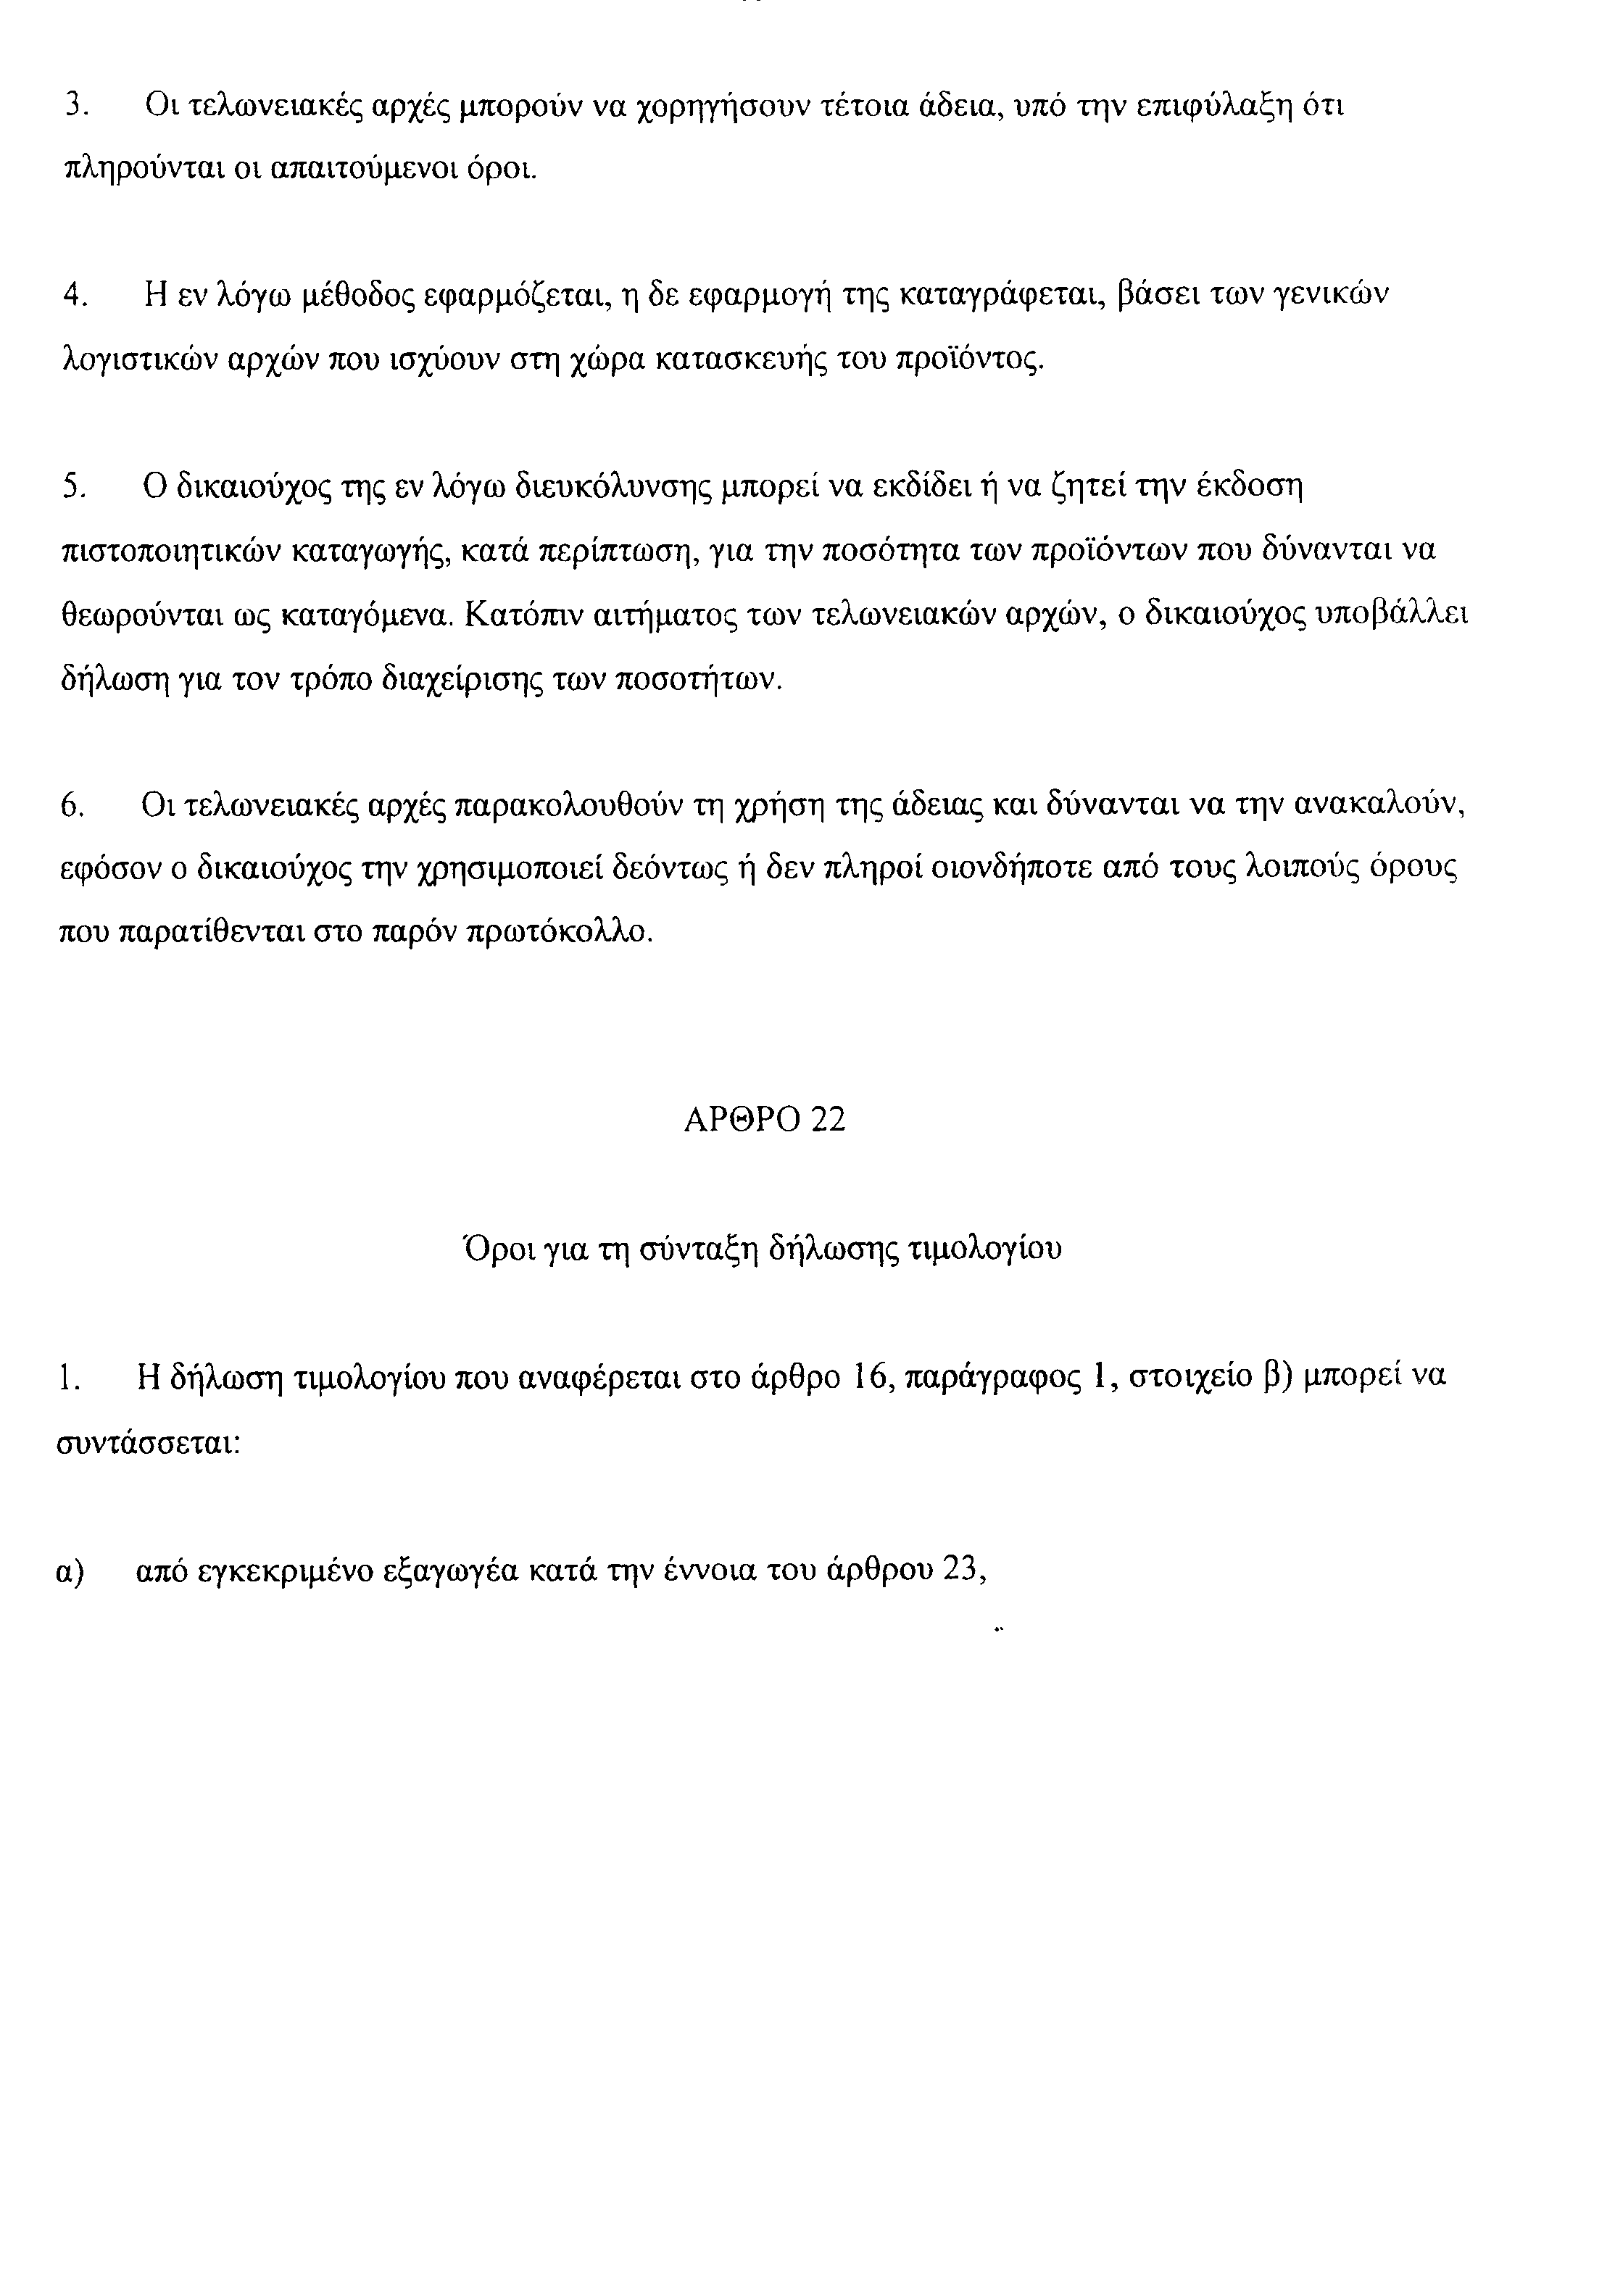 3. Οι τελωνειακές αρχές μπορούν να χορηγήσουν τέτοια άδεια, υπό την επιφύλαξη ότι
πληρούνται οι απαιτούμενοι όροι.
4. Η εν λόγω μέθοδος εφαρμόζεται, η δε εφαρμογή της καταγράφεται, βάσει των γενικών
λογιστικών αρχών που ισχύουν στη χώρα κατασκευής του προϊόντος.
5. Ο δικαιούχος της εν λόγω διευκόλυνσης μπορεί να εκδίδει ή να ζητεί την έκδοση
πιστοποιητικών καταγωγής, κατά περίπτωση, για την ποσότητα των προϊόντων που δύνανται να
θεωρούνται ως καταγόμενα. Κατόπιν αιτήματος των τελωνειακών αρχών, ο δικαιούχος υποβάλλει
δήλωση για τον τρόπο διαχείρισης των ποσοτήτων.
6. Οι τελωνειακές αρχές παρακολουθούν τη χρήση της άδειας και δύνανται να την ανακαλούν,
εφόσον ο δικαιούχος την χρησιμοποιεί δεόντως ή δεν πληροί οιονδήποτε από τους λοιπούς όρους
που παρατίθενται στο παρόν πρωτόκολλο.
ΑΡΘΡΟ 22
Όροι για τη σύνταξη δήλωσης τιμολογίου
1. Η δήλωση τιμολογίου που αναφέρεται στο άρθρο 16, παράγραφος 1, στοιχείο β) μπορεί να
συντάσσεται:
α) από εγκεκριμένο εξαγωγέα κατά την έννοια του άρθρου 23,